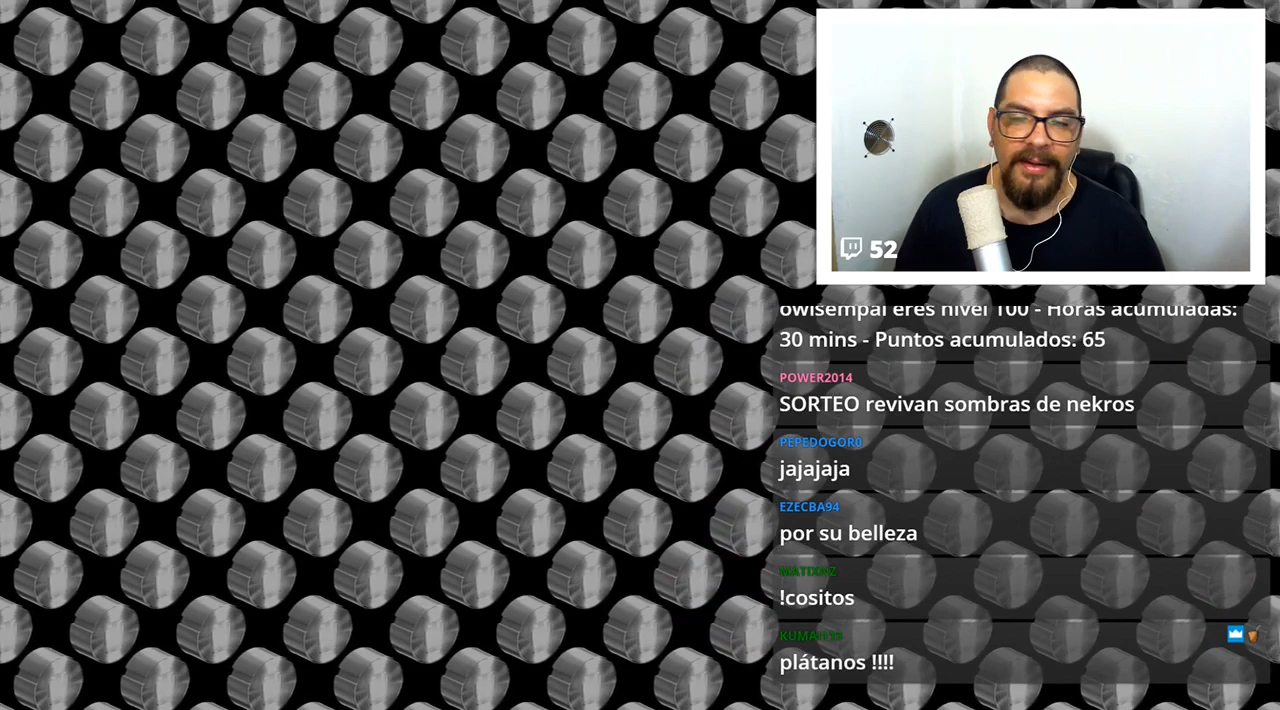 52
owlsempai eres nivel 100 - Horas acumuladas:
30 mins - Puntos acumulados: 65
POWER2014
SORTEO revivan sombras de nekros
PEPEDOGOR0
jajajaja
EZECBA94
por su belleza
!cositos
plátanos !!!!